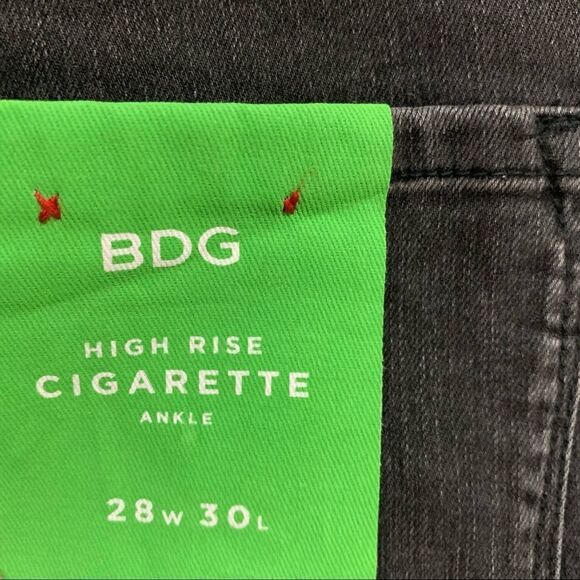 BDG
HIGH RISE
CIGARETTE
ANKLE
28W 30L